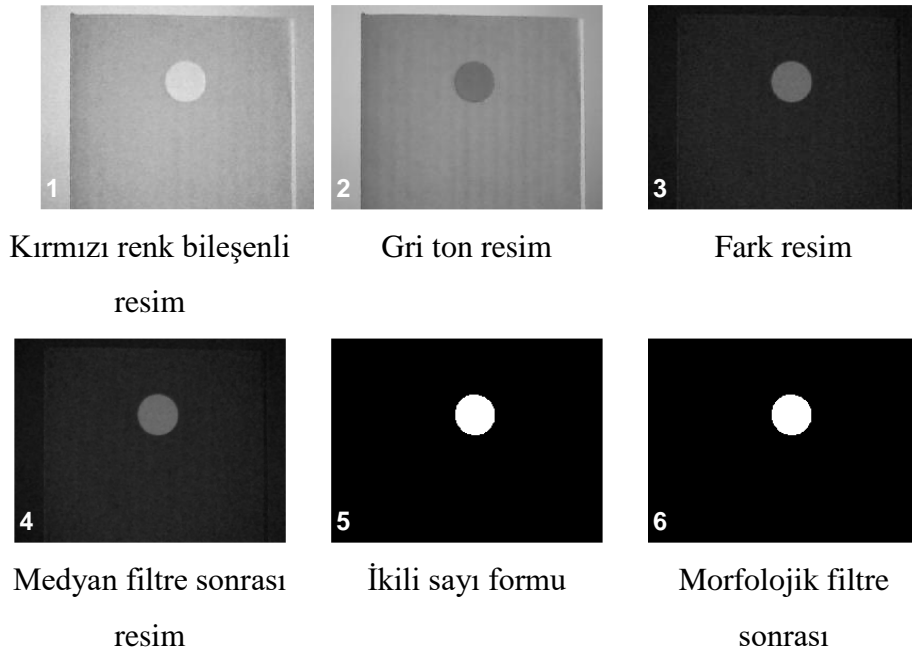 1
2
3
Kırmızı renk bileşenli
resim
Gri ton resim
Fark resim
4
5
6
Medyan filtre sonrası
resim
İkili sayı formu
Morfolojik filtre
sonrası